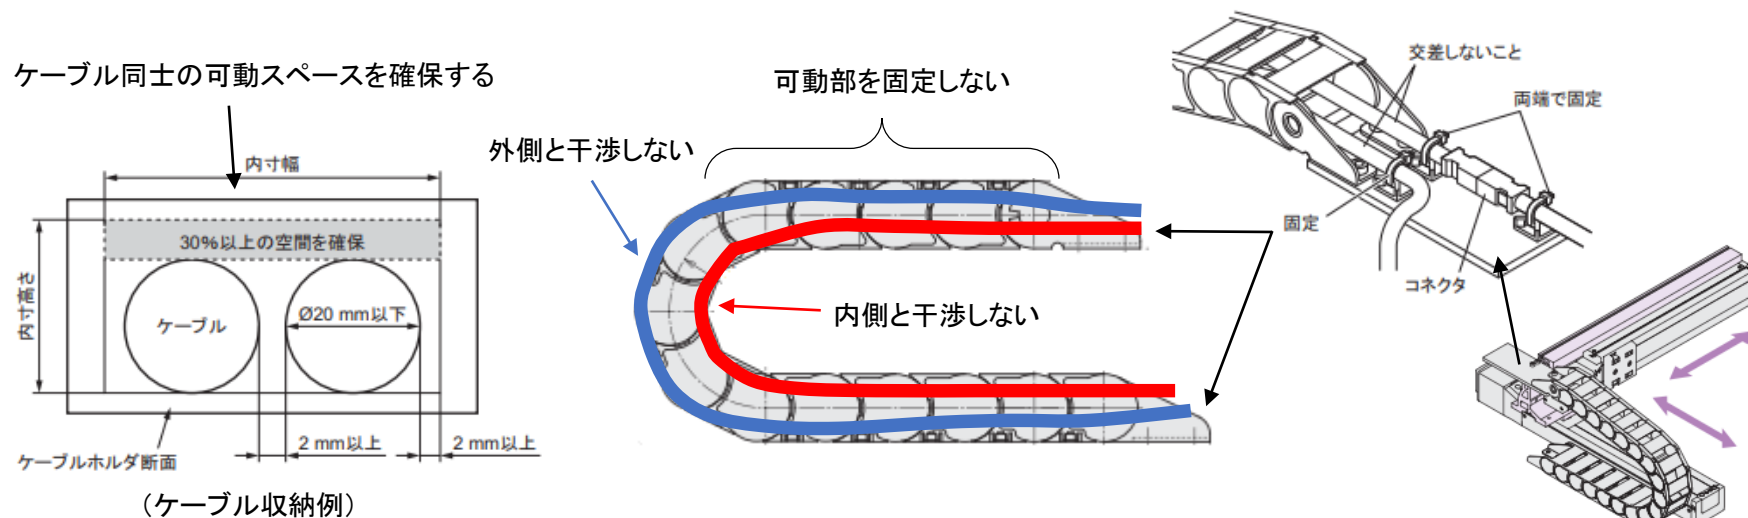 ケーブル同士の可動スペースを確保する
内寸幅
30%以上の空間を確保
内寸高さ
ケーブル
Ø20 mm以下
2 mm以上
2 mm以上
ケーブルホルダ断面
（ケーブル収納例）
可動部を固定しない
外側と干渉しない
内側と干渉しない
交差しないこと
両端で固定
固定
コネクタ